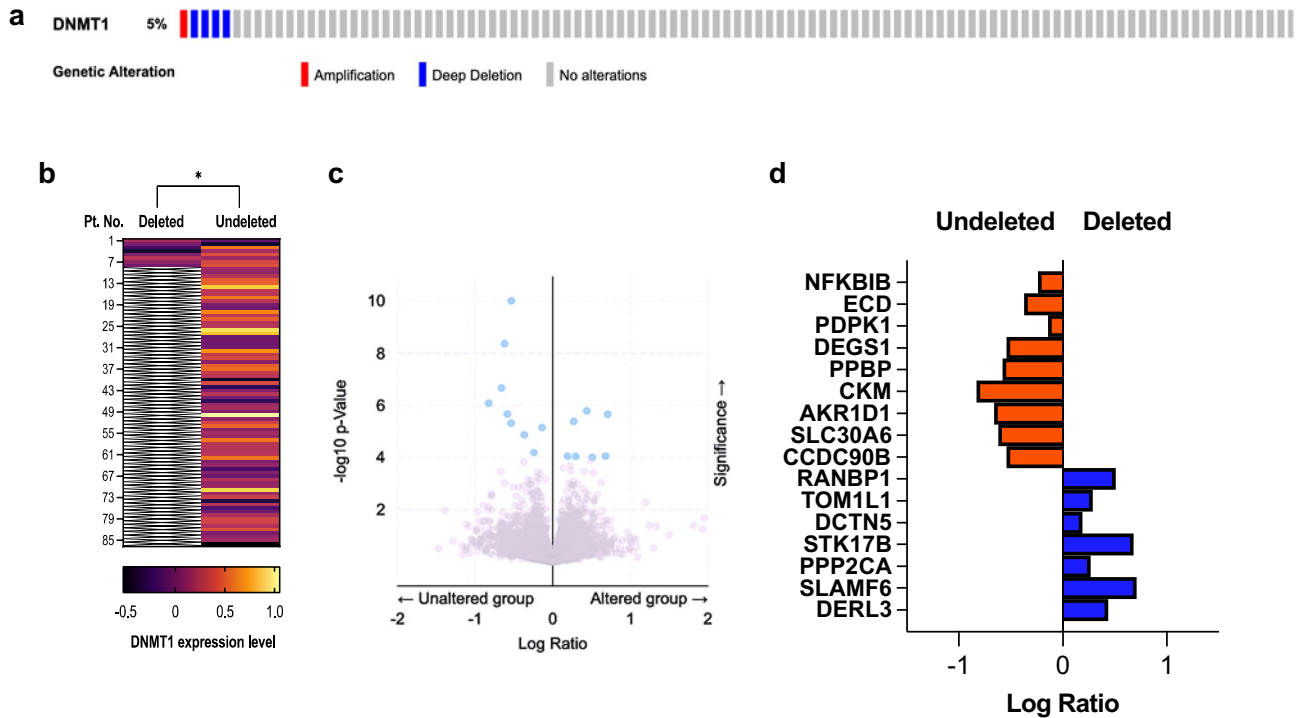 a
DNMT1 5%
Genetic Alteration Amplification Deep Deletion No alterations
b
*
Pt. No. Deleted Undeleted
1
7
13
19
25
31
37
43
49
55
61
67
73
79
85
-0.5 0 0.5 1.0
DNMT1 expression level
c
-log10 p-Value
10
8
6
4
2
Significance →
← Unaltered group Altered group →
-2 -1 0 1 2
Log Ratio
d
Undeleted Deleted
NFKBIB
ECD
PDPK1
DEGS1
PPBP
CKM
AKR1D1
SLC30A6
CCDC90B
RANBP1
TOM1L1
DCTN5
STK17B
PPP2CA
SLAMF6
DERL3
-1 0 1
Log Ratio